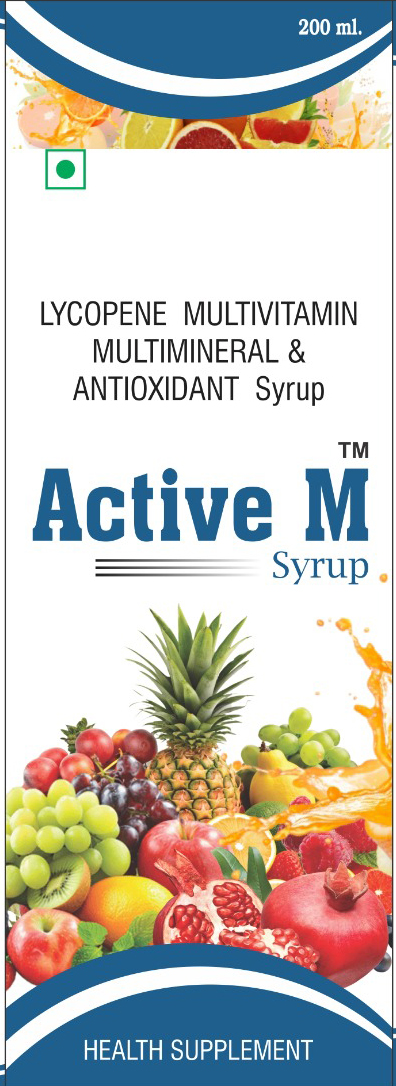 200 ml.
LYCOPENE MULTIVITAMIN
MULTIMINERAL &
ANTIOXIDANT Syrup
TM
Active M
Syrup
HEALTH SUPPLEMENT